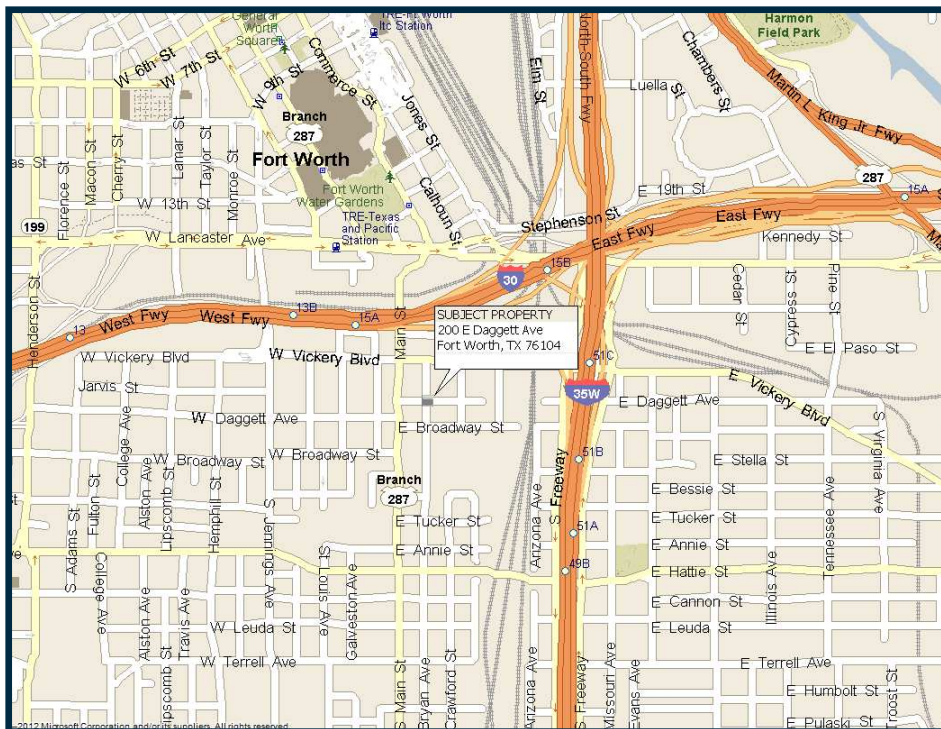 General
Worth
Square
TRE-Ft Worth
Itc Station
W 6th St
W 7th St
W 9th St
Commerce St
Jones St
Elm St
North-South Fwy
Luella St
Chambers St
Harmon
Field Park
Martin L King Jr Fwy
Branch
287
Fort Worth
Fort Worth
Water Gardens
Calhoun St
TRE-Texas
and Pacific
Station
Florence St
Macon St
Cherry St
Lamar St
Taylor St
Monroe St
W 13th St
199
W Lancaster Ave
Henderson St
Stephenson St
E 19th St
287
15A
East Fwy
East Fwy
Kennedy St
15B
30
Cedar St
Cypress St
Pine St
13
West Fwy
West Fwy
13B
15A
Main St
SUBJECT PROPERTY
200 E Daggett Ave
Fort Worth, TX 76104
W Vickery Blvd
W Vickery Blvd
E El Paso St
51C
35W
E Vickery Blvd
Jarvis St
W Daggett Ave
E Daggett Ave
E Broadway St
W Broadway St
W Broadway St
College Ave
Alston Ave
Lipscomb St
Hemphill St
Fulton St
S Adams St
College Ave
S Jennings Ave
Branch
287
51B
S Freeway
Arizona Ave
E Stella St
E Bessie St
E Tucker St
E Annie St
E Hattie St
E Cannon St
E Leuda St
S Virginia Ave
Tennessee Ave
Illinois Ave
E Tucker St
E Annie St
51A
49B
St Louis Ave
Galveston Ave
Alston Ave
Travis Ave
Lipscomb St
W Leuda St
W Terrell Ave
S Main St
Bryan Ave
Crawford St
Arizona Ave
S Freeway
Missouri Ave
Evans Ave
E Terrell Ave
E Humbolt St
E Pulaski St
Troost St
2012 Microsoft Corporation and/or its suppliers. All rights reserved.